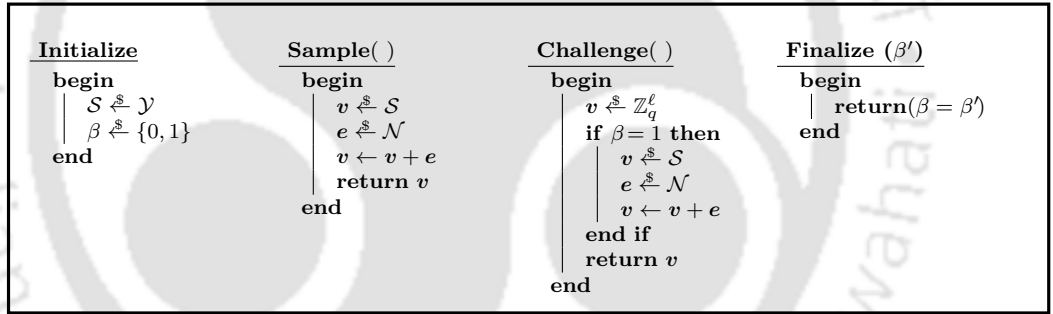 Initialize
begin
𝒮 ←$ 𝒴
β ←$ {0, 1}
end
Sample( )
begin
𝒗 ←$ 𝒮
𝒆 ←$ 𝒩
𝒗 ← 𝒗 + 𝒆
return 𝒗
end
Challenge( )
begin
𝒗 ←$ ℤ_q^ℓ
if β = 1 then
𝒗 ←$ 𝒮
𝒆 ←$ 𝒩
𝒗 ← 𝒗 + 𝒆
end if
return 𝒗
end
Finalize (β′)
begin
return(β = β′)
end